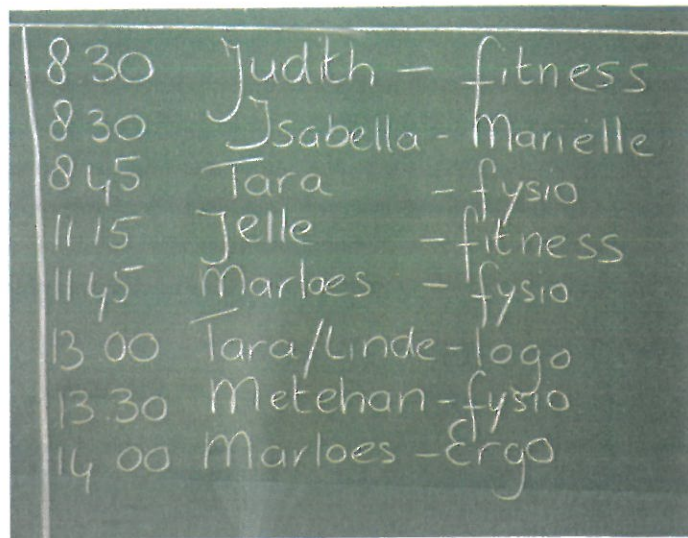 8 30 Judith - fitness
8 30 Isabella - Mariëlle
8 45 Tara - fysio
11 15 Jelle - fitness
11 45 Marloes - fysio
13 00 Tara/Linde - logo
13.30 Metehan - fysio
14 00 Marloes - Ergo